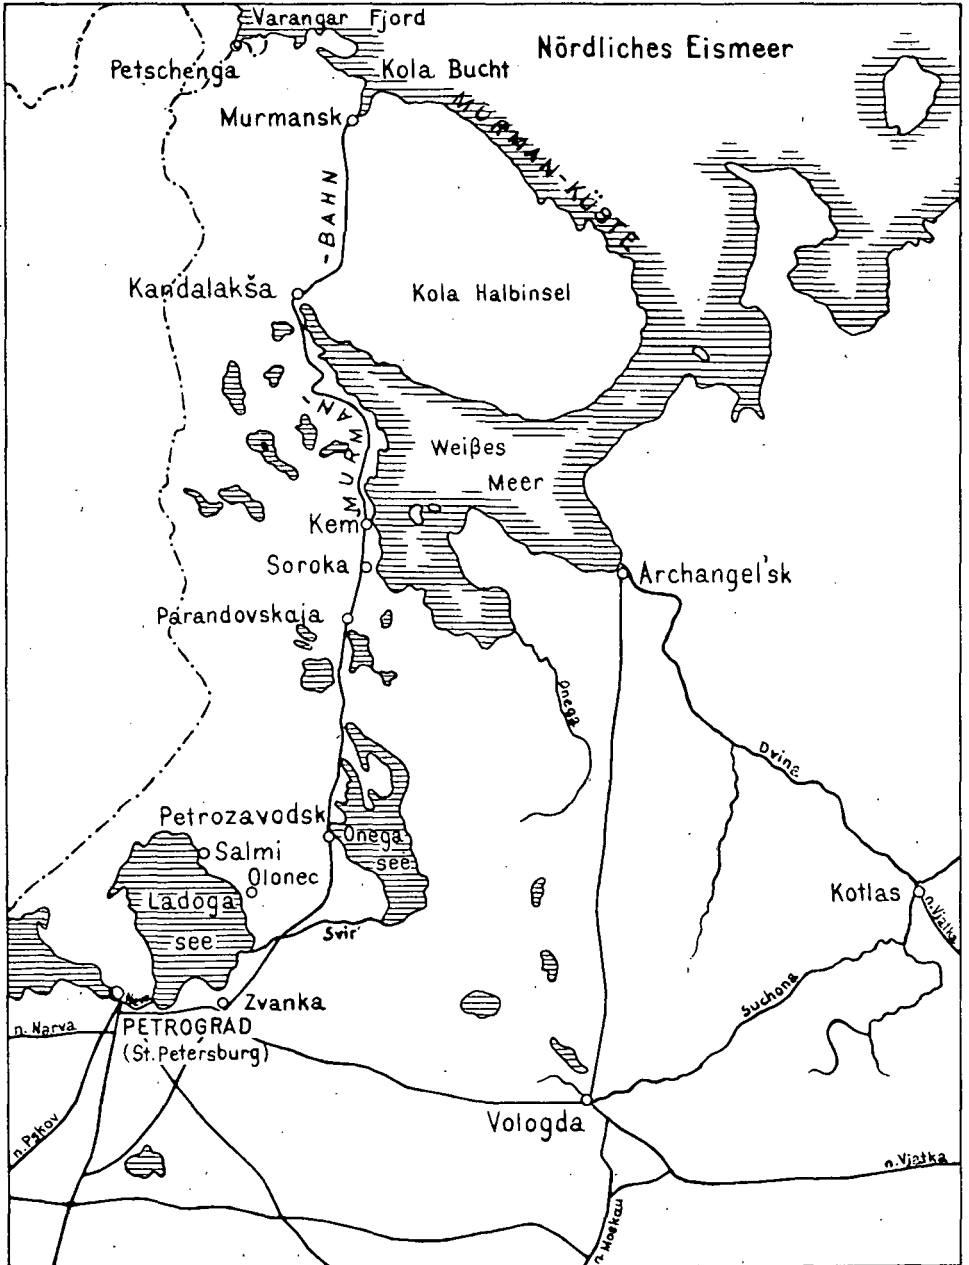 Varangar Fjord
Nördliches Eismeer
Petschenga
Kola Bucht
Murmansk
MURMAN-KÜSTE
-BAHN
Kandalakša
Kola Halbinsel
MURMAN-
Weißes
Meer
Kem
Soroka
Archangel'sk
Parandovskaja
Onega
Dvina
Petrozavodsk
Onega
see
Salmi
Olonec
Ladoga
see
Kotlas
n. Vjatka
Svir'
Suchona
Neva
Zvanka
n. Narva
PETROGRAD
(St. Petersburg)
Vologda
n. Pskov
n. Vjatka
n. Moskau